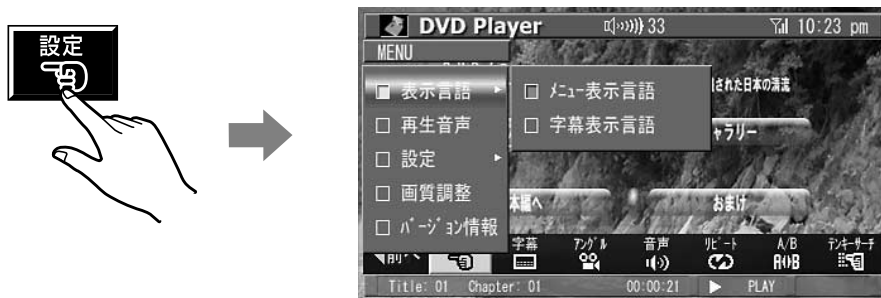 設定
DVD Player
33
10:23 pm
MENU
表示言語
再生音声
設定
画質調整
バージョン情報
メニュー表示言語
字幕表示言語
された日本の清流
ャラリー
本編へ
おまけ
前へ
字幕
アングル
音声
リピート
A/B
テンキーサーチ
A B
Title: 01 Chapter: 01
00:00:21
PLAY